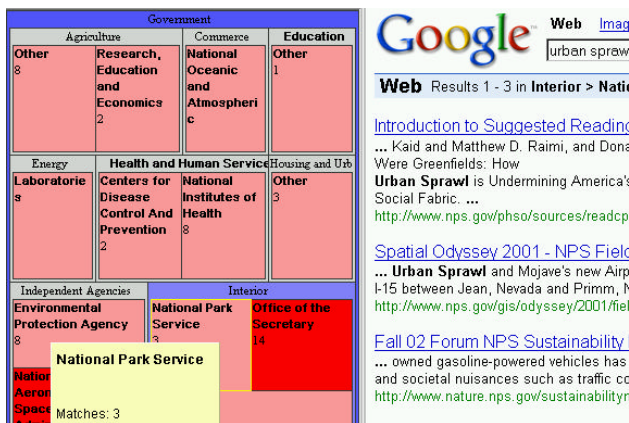 Government
Agriculture
Commerce
Education
Other
8
Research,
Education
and
Economics
2
National
Oceanic
and
Atmospheri
c
Other
1
Energy
Health and Human Service
Housing and Urb
Laboratorie
s
Centers for
Disease
Control And
Prevention
2
National
Institutes of
Health
8
Other
3
Independent Agencies
Interior
Environmental
Protection Agency
8
National Park
Service
3
Office of the
Secretary
14
Nation
Aeron
Space
National Park Service
Matches: 3
Google
Web Imag
urban spraw
Web Results 1 - 3 in Interior > Natio
Introduction to Suggested Reading
... Kaid and Matthew D. Raimi, and Dona
Were Greenfields: How
Urban Sprawl is Undermining America's
Social Fabric. ...
http://www.nps.gov/phso/sources/readcp
Spatial Odyssey 2001 - NPS Field
... Urban Sprawl and Mojave's new Airp
I-15 between Jean, Nevada and Primm, N
http://www.nps.gov/gis/odyssey/2001/fiel
Fall 02 Forum NPS Sustainability
... owned gasoline-powered vehicles has
and societal nuisances such as traffic co
http://www.nature.nps.gov/sustainabilityn